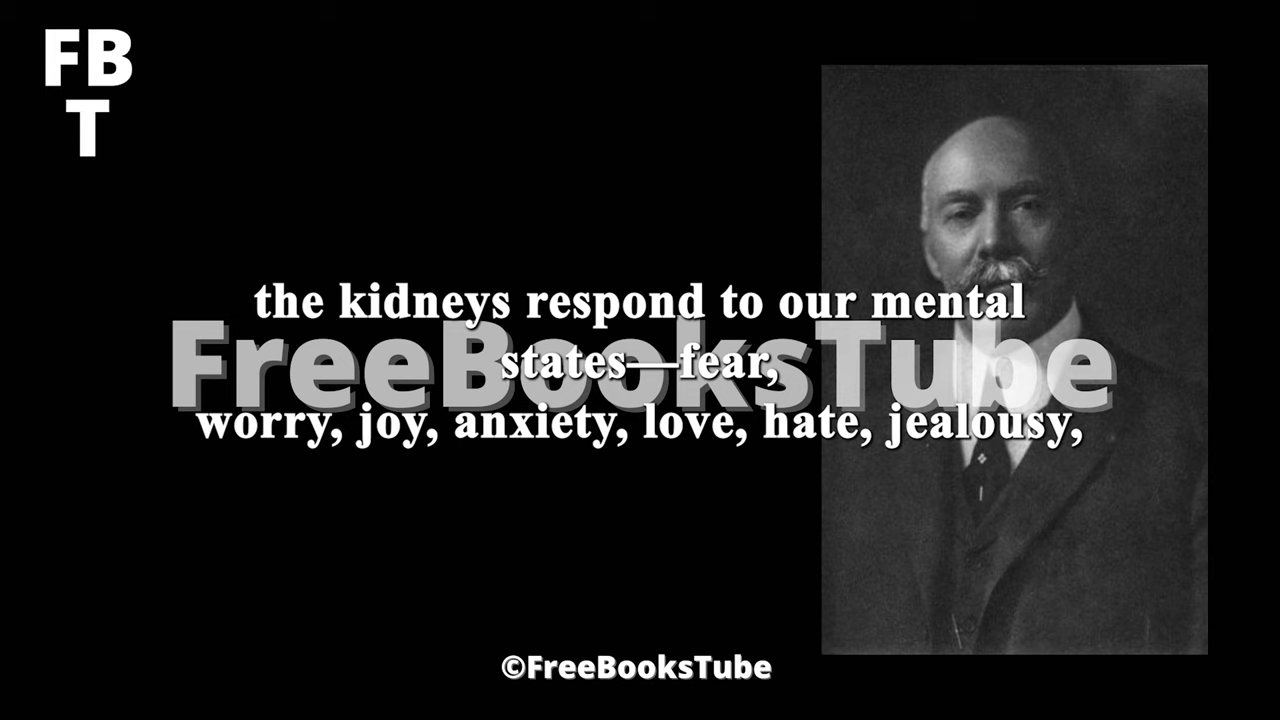 FB
T
the kidneys respond to our mental
states—fear,
FreeBooksTube
worry, joy, anxiety, love, hate, jealousy,
©FreeBooksTube